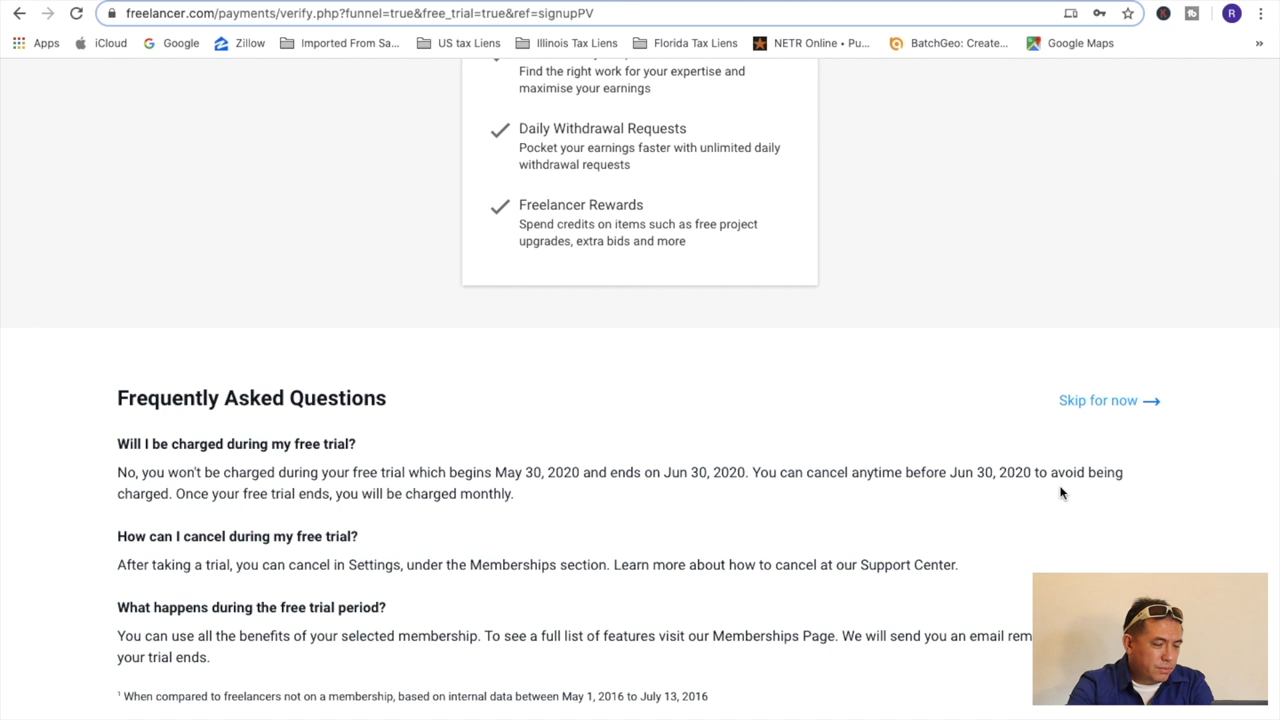 freelancer.com/payments/verify.php?funnel=true&free_trial=true&ref=signupPV
R
Apps iCloud Google Zillow Imported From Sa... US tax Liens Illinois Tax Liens Florida Tax Liens NETR Online • Pu... BatchGeo: Create... Google Maps »
Find the right work for your expertise and
maximise your earnings
Daily Withdrawal Requests
Pocket your earnings faster with unlimited daily
withdrawal requests
Freelancer Rewards
Spend credits on items such as free project
upgrades, extra bids and more
Frequently Asked Questions
Skip for now →
Will I be charged during my free trial?
No, you won't be charged during your free trial which begins May 30, 2020 and ends on Jun 30, 2020. You can cancel anytime before Jun 30, 2020 to avoid being
charged. Once your free trial ends, you will be charged monthly.
How can I cancel during my free trial?
After taking a trial, you can cancel in Settings, under the Memberships section. Learn more about how to cancel at our Support Center.
What happens during the free trial period?
You can use all the benefits of your selected membership. To see a full list of features visit our Memberships Page. We will send you an email rem
your trial ends.
¹ When compared to freelancers not on a membership, based on internal data between May 1, 2016 to July 13, 2016